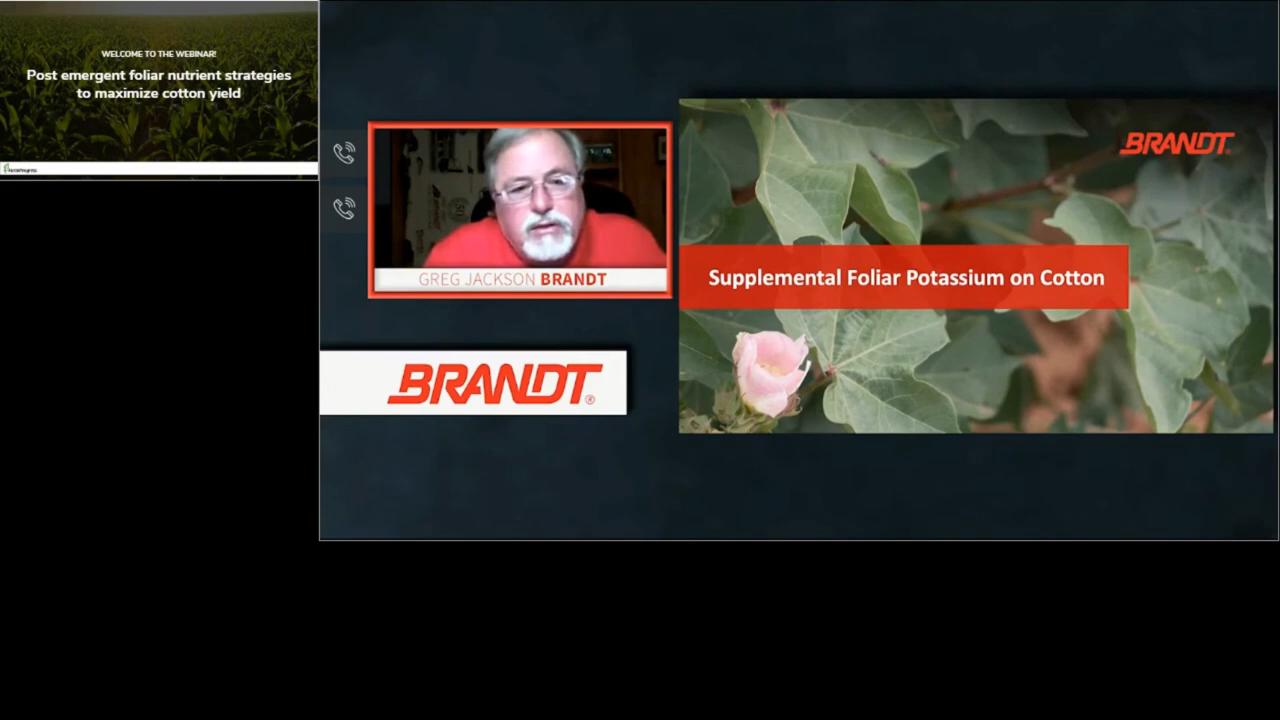 WELCOME TO THE WEBINAR!
Post emergent foliar nutrient strategies
to maximize cotton yield
GREG JACKSON BRANDT
BRANDT®
BRANDT
Supplemental Foliar Potassium on Cotton